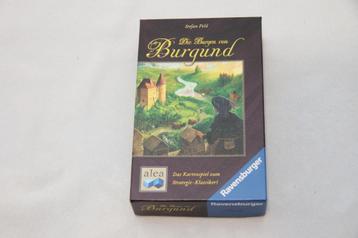 Stefan Feld
Die Burgen von
Burgund
alea
Das Kartenspiel zum
Strategie-Klassiker!
Ravensburger
Burgund
Ravensburger